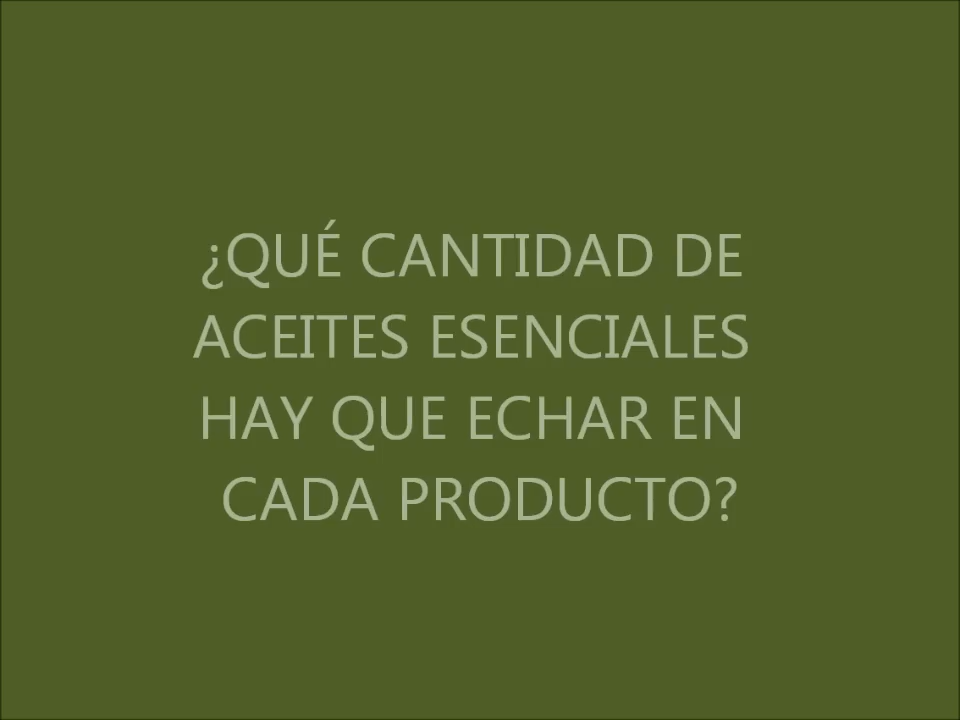 ¿QUÉ CANTIDAD DE
ACEITES ESENCIALES
HAY QUE ECHAR EN
CADA PRODUCTO?